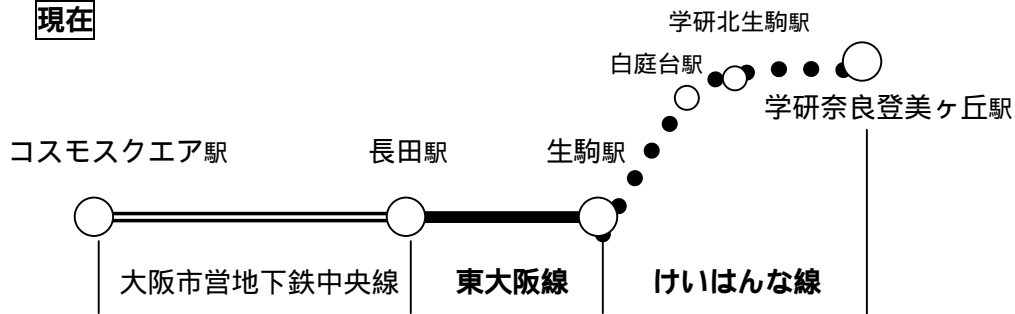 現在
学研北生駒駅
白庭台駅
学研奈良登美ヶ丘駅
コスモスクエア駅
長田駅
生駒駅
大阪市営地下鉄中央線
東大阪線
けいはんな線